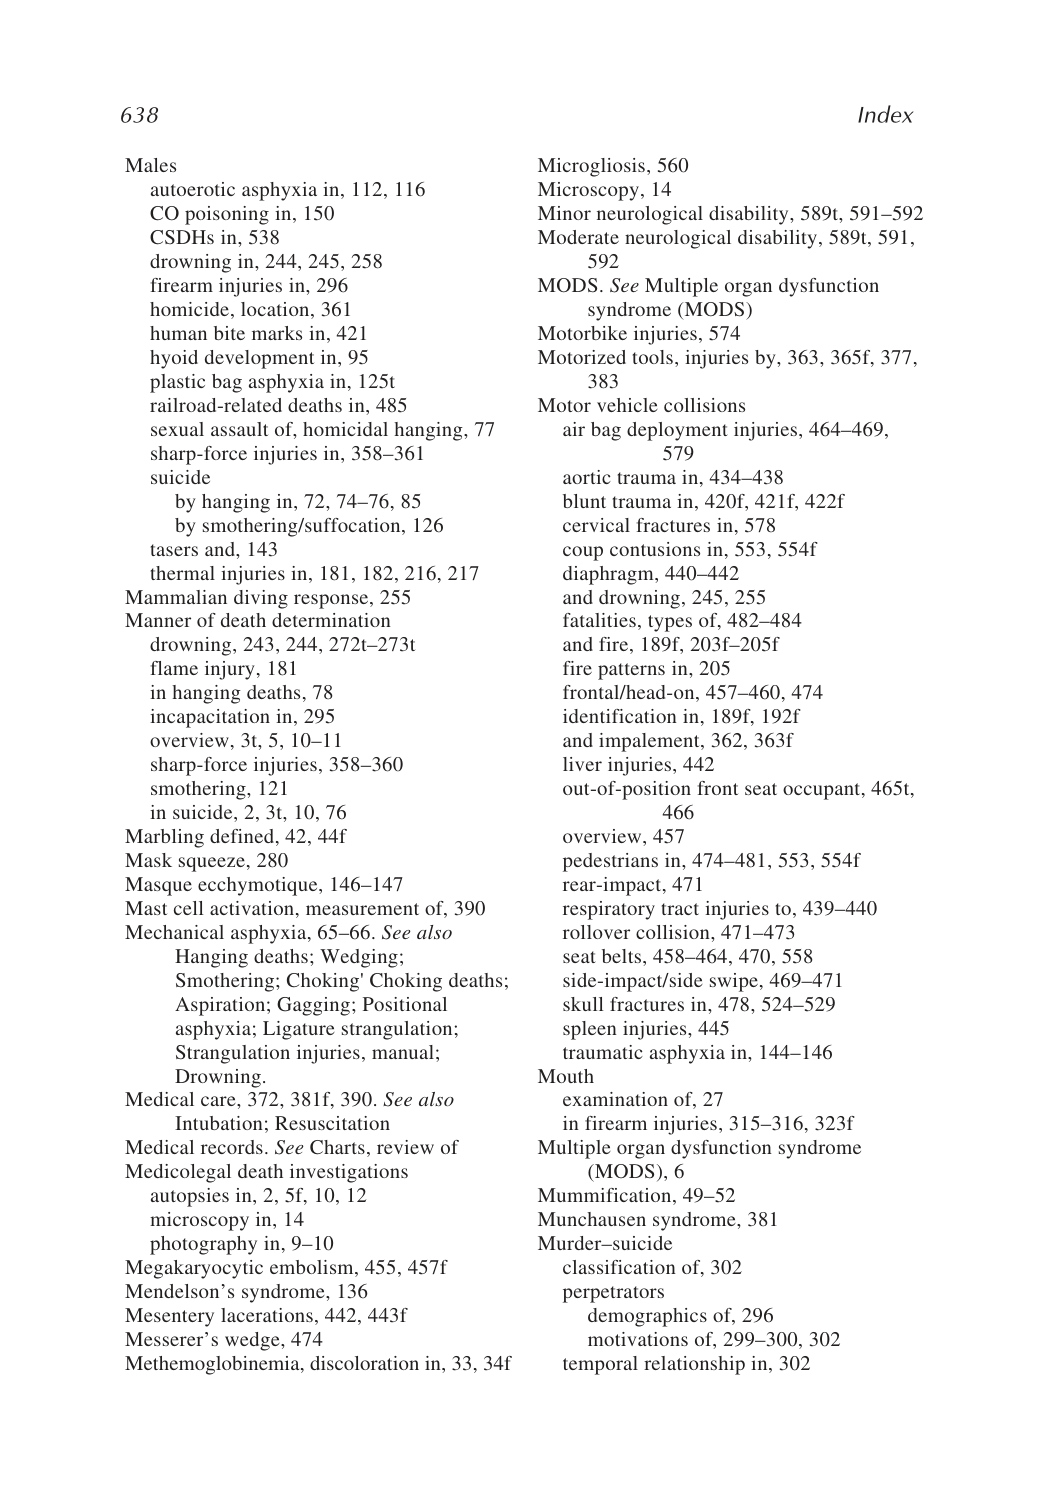 638
Index
Males
autoerotic asphyxia in, 112, 116
CO poisoning in, 150
CSDHs in, 538
drowning in, 244, 245, 258
firearm injuries in, 296
homicide, location, 361
human bite marks in, 421
hyoid development in, 95
plastic bag asphyxia in, 125t
railroad-related deaths in, 485
sexual assault of, homicidal hanging, 77
sharp-force injuries in, 358–361
suicide
by hanging in, 72, 74–76, 85
by smothering/suffocation, 126
tasers and, 143
thermal injuries in, 181, 182, 216, 217
Mammalian diving response, 255
Manner of death determination
drowning, 243, 244, 272t–273t
flame injury, 181
in hanging deaths, 78
incapacitation in, 295
overview, 3t, 5, 10–11
sharp-force injuries, 358–360
smothering, 121
in suicide, 2, 3t, 10, 76
Marbling defined, 42, 44f
Mask squeeze, 280
Masque ecchymotique, 146–147
Mast cell activation, measurement of, 390
Mechanical asphyxia, 65–66. See also
Hanging deaths; Wedging;
Smothering; Choking' Choking deaths;
Aspiration; Gagging; Positional
asphyxia; Ligature strangulation;
Strangulation injuries, manual;
Drowning.
Medical care, 372, 381f, 390. See also
Intubation; Resuscitation
Medical records. See Charts, review of
Medicolegal death investigations
autopsies in, 2, 5f, 10, 12
microscopy in, 14
photography in, 9–10
Megakaryocytic embolism, 455, 457f
Mendelson's syndrome, 136
Mesentery lacerations, 442, 443f
Messerer's wedge, 474
Methemoglobinemia, discoloration in, 33, 34f
Microgliosis, 560
Microscopy, 14
Minor neurological disability, 589t, 591–592
Moderate neurological disability, 589t, 591,
592
MODS. See Multiple organ dysfunction
syndrome (MODS)
Motorbike injuries, 574
Motorized tools, injuries by, 363, 365f, 377,
383
Motor vehicle collisions
air bag deployment injuries, 464–469,
579
aortic trauma in, 434–438
blunt trauma in, 420f, 421f, 422f
cervical fractures in, 578
coup contusions in, 553, 554f
diaphragm, 440–442
and drowning, 245, 255
fatalities, types of, 482–484
and fire, 189f, 203f–205f
fire patterns in, 205
frontal/head-on, 457–460, 474
identification in, 189f, 192f
and impalement, 362, 363f
liver injuries, 442
out-of-position front seat occupant, 465t,
466
overview, 457
pedestrians in, 474–481, 553, 554f
rear-impact, 471
respiratory tract injuries to, 439–440
rollover collision, 471–473
seat belts, 458–464, 470, 558
side-impact/side swipe, 469–471
skull fractures in, 478, 524–529
spleen injuries, 445
traumatic asphyxia in, 144–146
Mouth
examination of, 27
in firearm injuries, 315–316, 323f
Multiple organ dysfunction syndrome
(MODS), 6
Mummification, 49–52
Munchausen syndrome, 381
Murder–suicide
classification of, 302
perpetrators
demographics of, 296
motivations of, 299–300, 302
temporal relationship in, 302